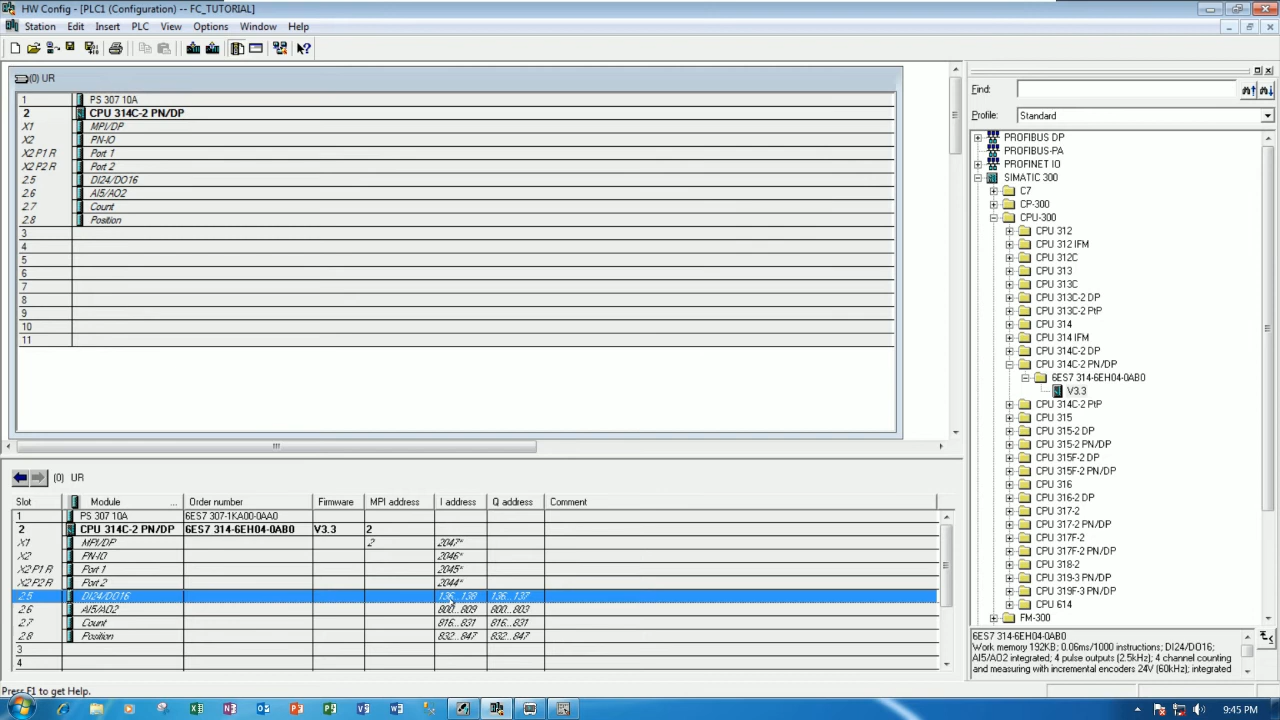 HW Config - [PLC1 (Configuration) -- FC_TUTORIAL]
Station Edit Insert PLC View Options Window Help
(0) UR
1 PS 307 10A
2 CPU 314C-2 PN/DP
X1 MPI/DP
X2 PN-IO
X2 P1 R Port 1
X2 P2 R Port 2
2.5 DI24/DO16
2.6 AI5/AO2
2.7 Count
2.8 Position
3
4
5
6
7
8
9
10
11
Find:
Profile: Standard
PROFIBUS DP
PROFIBUS-PA
PROFINET IO
SIMATIC 300
C7
CP-300
CPU-300
CPU 312
CPU 312 IFM
CPU 312C
CPU 313
CPU 313C
CPU 313C-2 DP
CPU 313C-2 PtP
CPU 314
CPU 314 IFM
CPU 314C-2 DP
CPU 314C-2 PN/DP
6ES7 314-6EH04-0AB0
V3.3
CPU 314C-2 PtP
CPU 315
CPU 315-2 DP
CPU 315-2 PN/DP
CPU 315F-2 DP
CPU 315F-2 PN/DP
CPU 316
CPU 316-2 DP
CPU 317-2
CPU 317-2 PN/DP
CPU 317F-2
CPU 317F-2 PN/DP
CPU 318-2
CPU 319-3 PN/DP
CPU 319F-3 PN/DP
CPU 614
FM-300
6ES7 314-6EH04-0AB0
Work memory 192KB; 0.06ms/1000 instructions; DI24/DO16;
AI5/AO2 integrated; 4 pulse outputs (2.5kHz); 4 channel counting
and measuring with incremental encoders 24V (60kHz); integrated
(0) UR
Slot Module ... Order number Firmware MPI address I address Q address Comment
1 PS 307 10A 6ES7 307-1KA00-0AA0
2 CPU 314C-2 PN/DP 6ES7 314-6EH04-0AB0 V3.3 2
X1 MPI/DP 2 2047*
X2 PN-IO 2046*
X2 P1 R Port 1 2045*
X2 P2 R Port 2 2044*
2.5 DI24/DO16 136...138 136...137
2.6 AI5/AO2 800...809 800...803
2.7 Count 816...831 816...831
2.8 Position 832...847 832...847
3
4
Press F1 to get Help.
9:45 PM